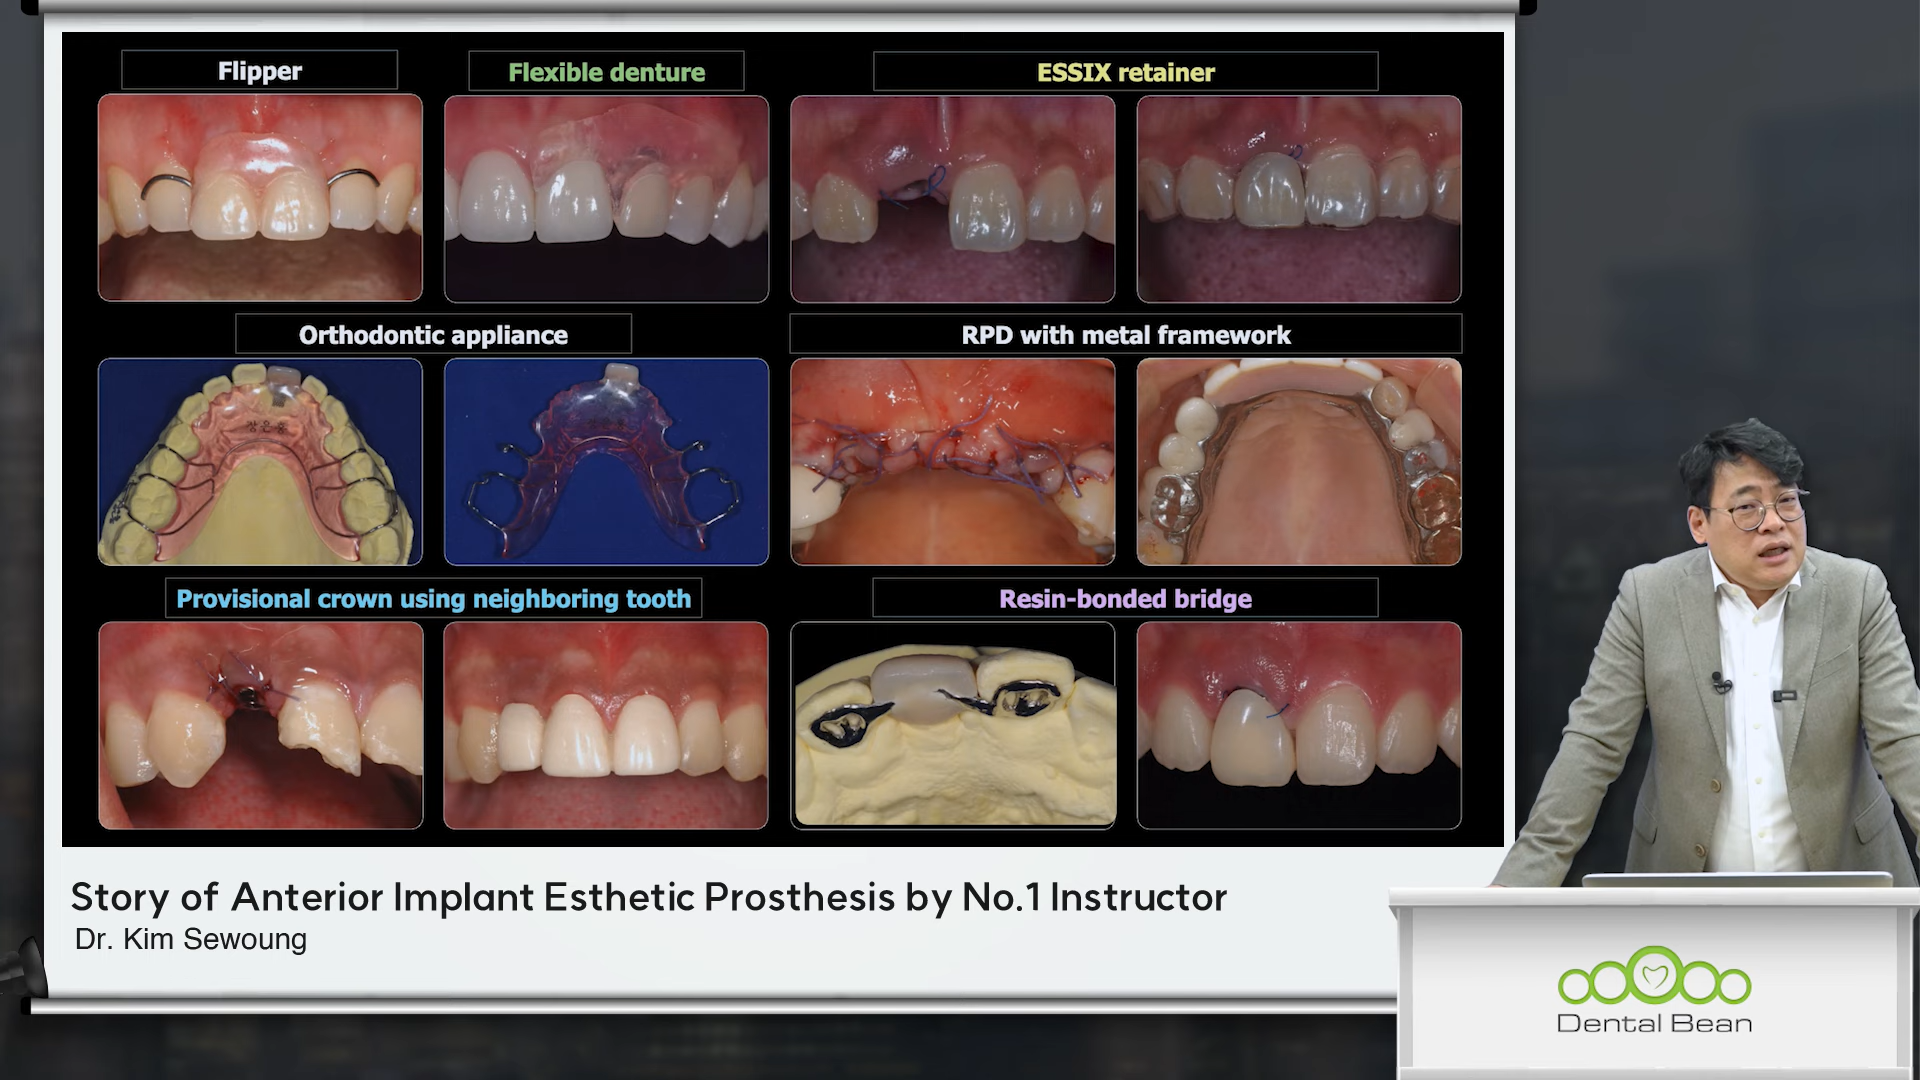 Flipper
Flexible denture
ESSIX retainer
Orthodontic appliance
RPD with metal framework
Provisional crown using neighboring tooth
Resin-bonded bridge
Story of Anterior Implant Esthetic Prosthesis by No.1 Instructor
Dr. Kim Sewoung
Dental Bean